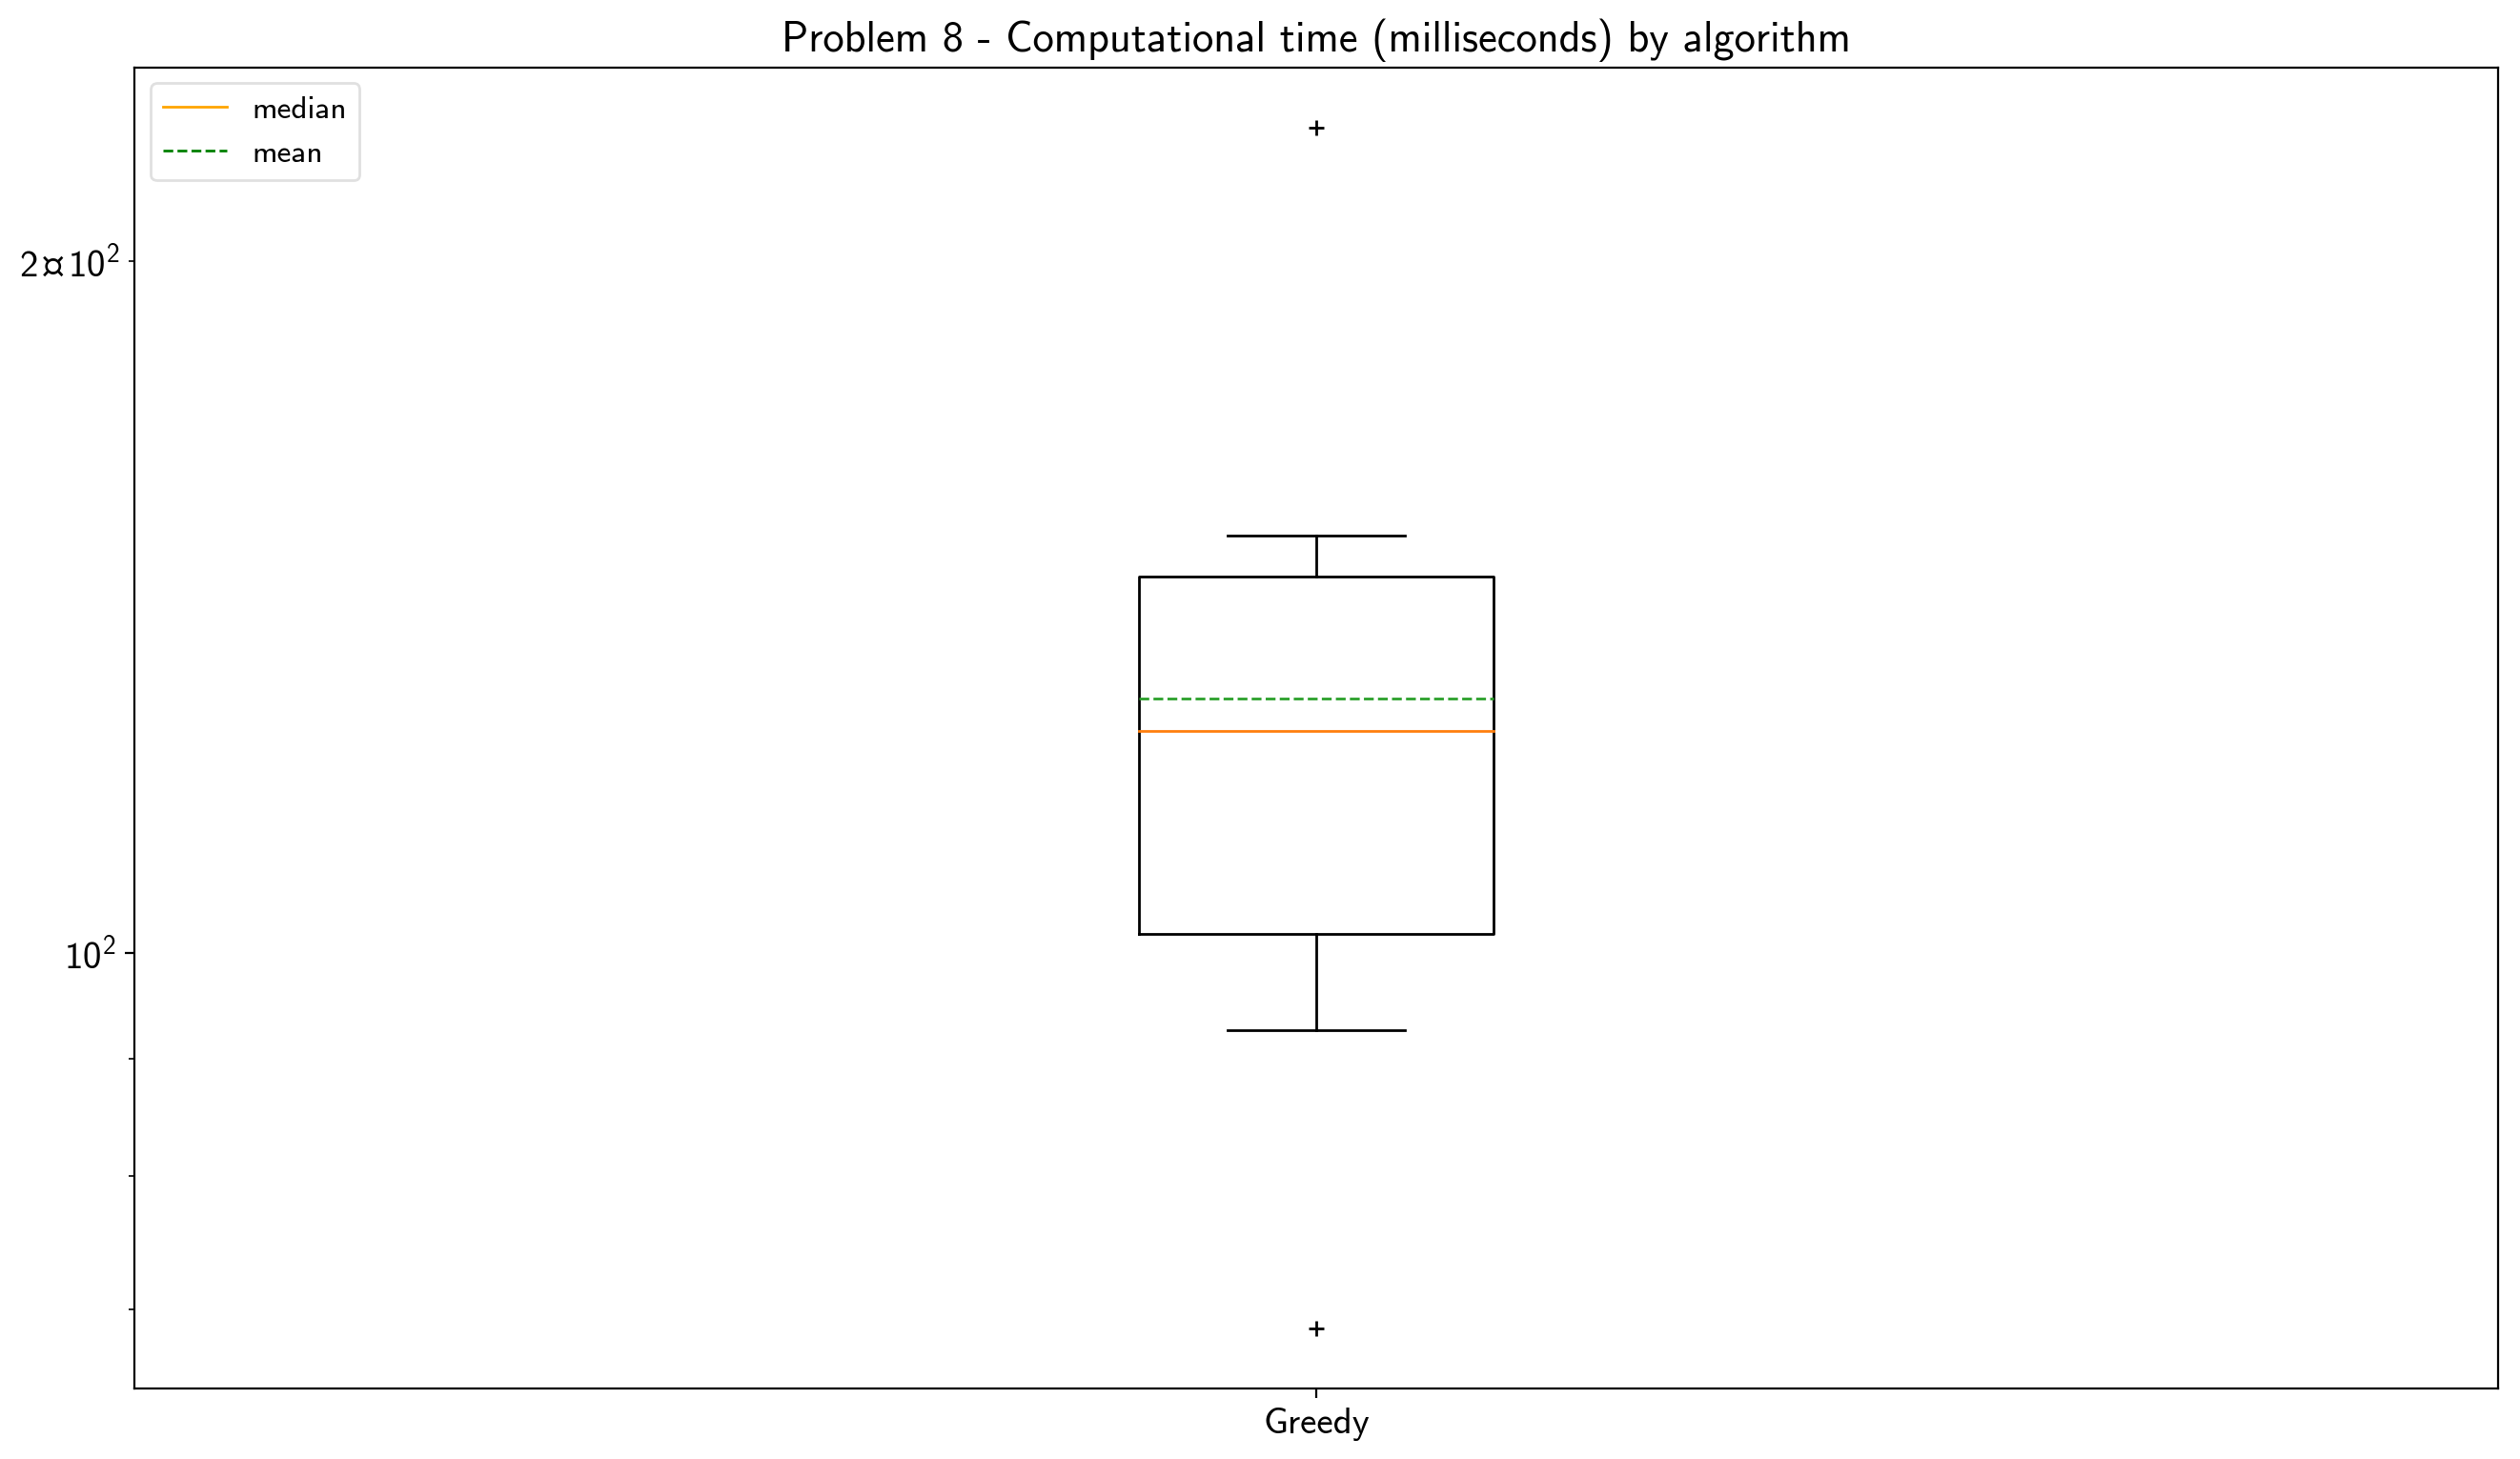 Problem 8 - Computational time (milliseconds) by algorithm
median
mean
2¤10²
10²
Greedy